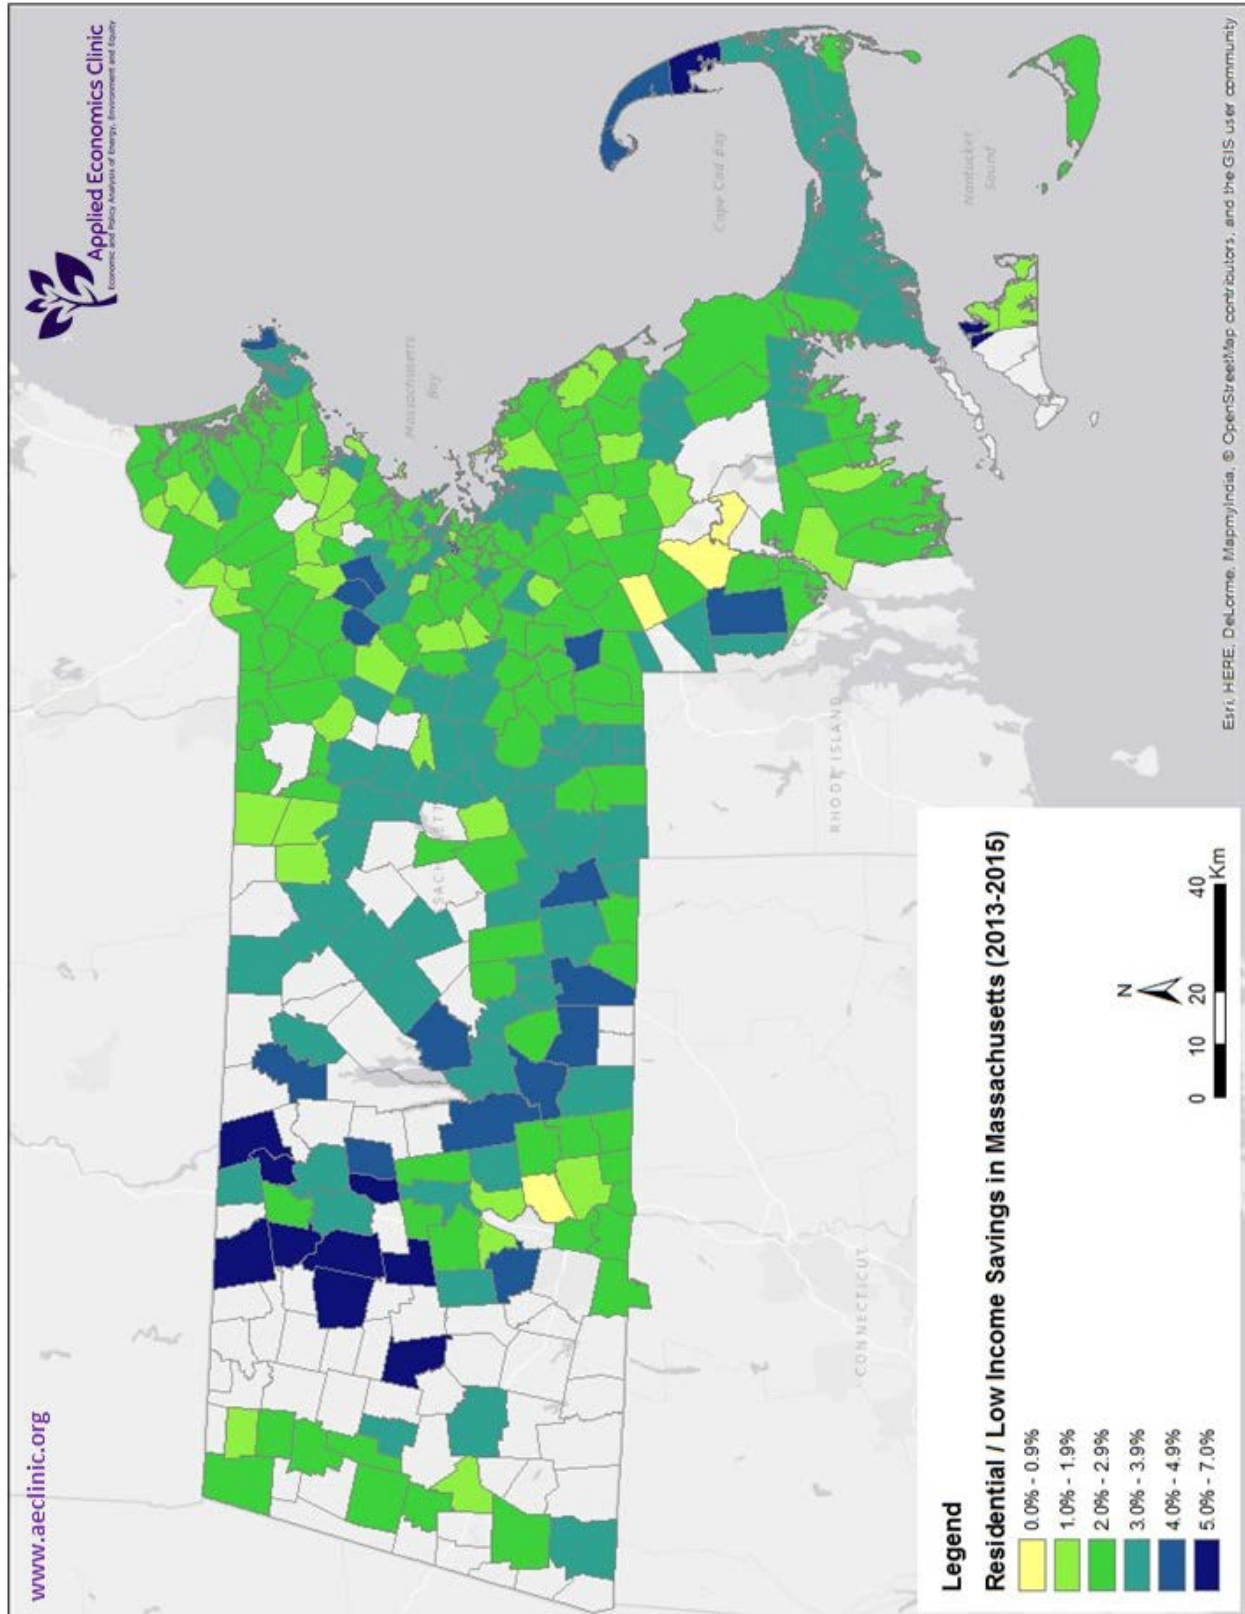 www.aeclinic.org
Applied Economics Clinic
Economic and Policy Analysis of Energy, Environment and Equity
Massachusetts
Bay
Cape Cod Bay
Nantucket
Sound
RHODE ISLAND
CONNECTICUT
Legend
Residential / Low Income Savings in Massachusetts (2013-2015)
0.0% - 0.9%
1.0% - 1.9%
2.0% - 2.9%
3.0% - 3.9%
4.0% - 4.9%
5.0% - 7.0%
N
0 10 20 40
Km
Esri, HERE, DeLorme, MapmyIndia, © OpenStreetMap contributors, and the GIS user community